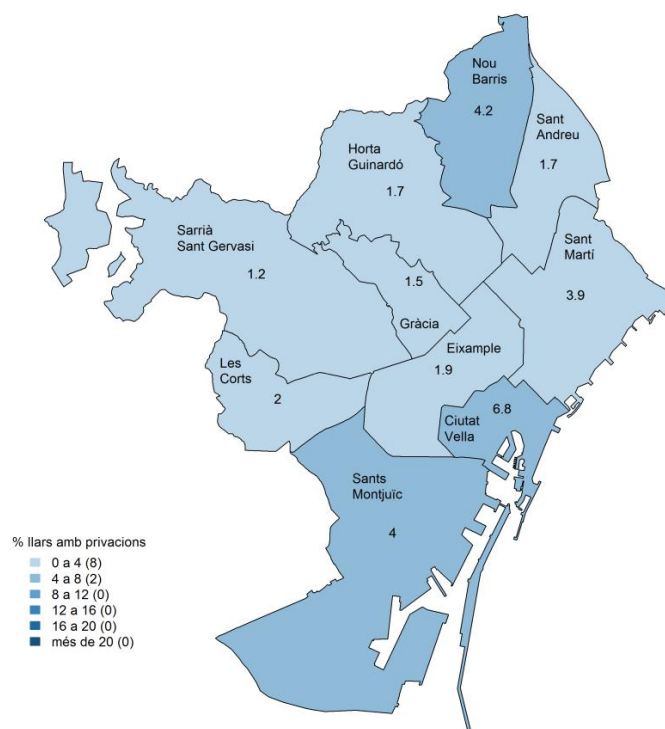 Nou
Barris
4.2
Sant
Andreu
1.7
Horta
Guinardó
1.7
Sarrià
Sant Gervasi
1.2
Sant
Martí
3.9
1.5
Gràcia
Eixample
1.9
Les
Corts
2
Ciutat
Vella
6.8
Sants
Montjuïc
4
% llars amb privacions
0 a 4 (8)
4 a 8 (2)
8 a 12 (0)
12 a 16 (0)
16 a 20 (0)
més de 20 (0)